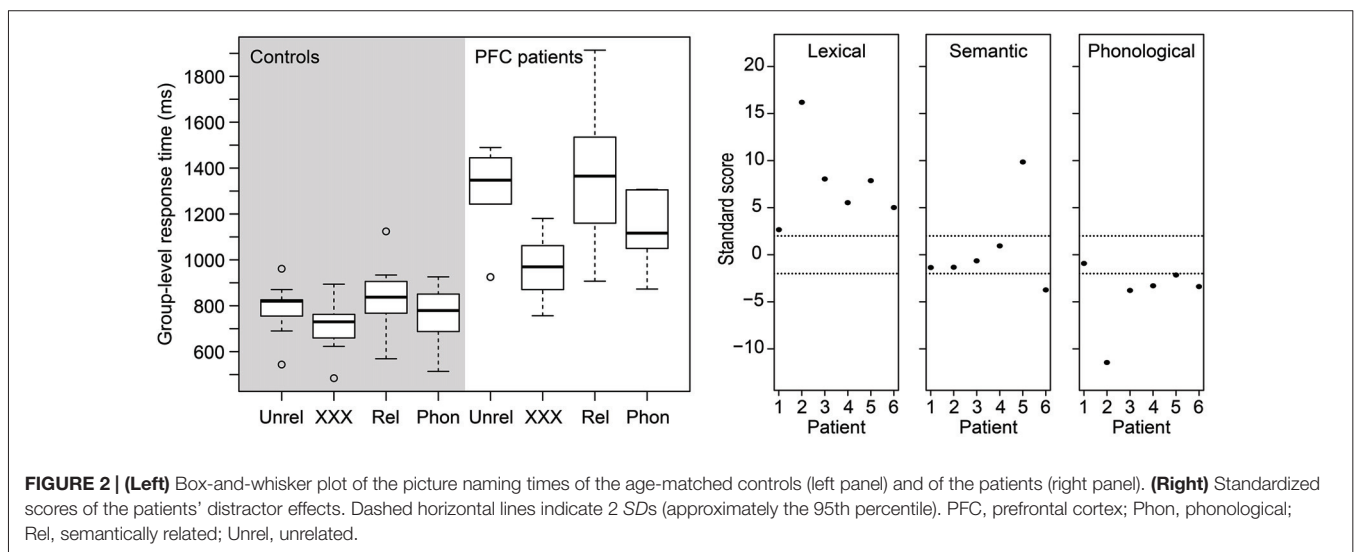 Controls
PFC patients
Group-level response time (ms)
1800
1600
1400
1200
1000
800
600
Unrel XXX Rel Phon Unrel XXX Rel Phon
Lexical Semantic Phonological
Standard score
20
15
10
5
0
−5
−10
1 2 3 4 5 6 1 2 3 4 5 6 1 2 3 4 5 6
Patient Patient Patient
FIGURE 2 | (Left) Box-and-whisker plot of the picture naming times of the age-matched controls (left panel) and of the patients (right panel). (Right) Standardized
scores of the patients’ distractor effects. Dashed horizontal lines indicate 2 SDs (approximately the 95th percentile). PFC, prefrontal cortex; Phon, phonological;
Rel, semantically related; Unrel, unrelated.